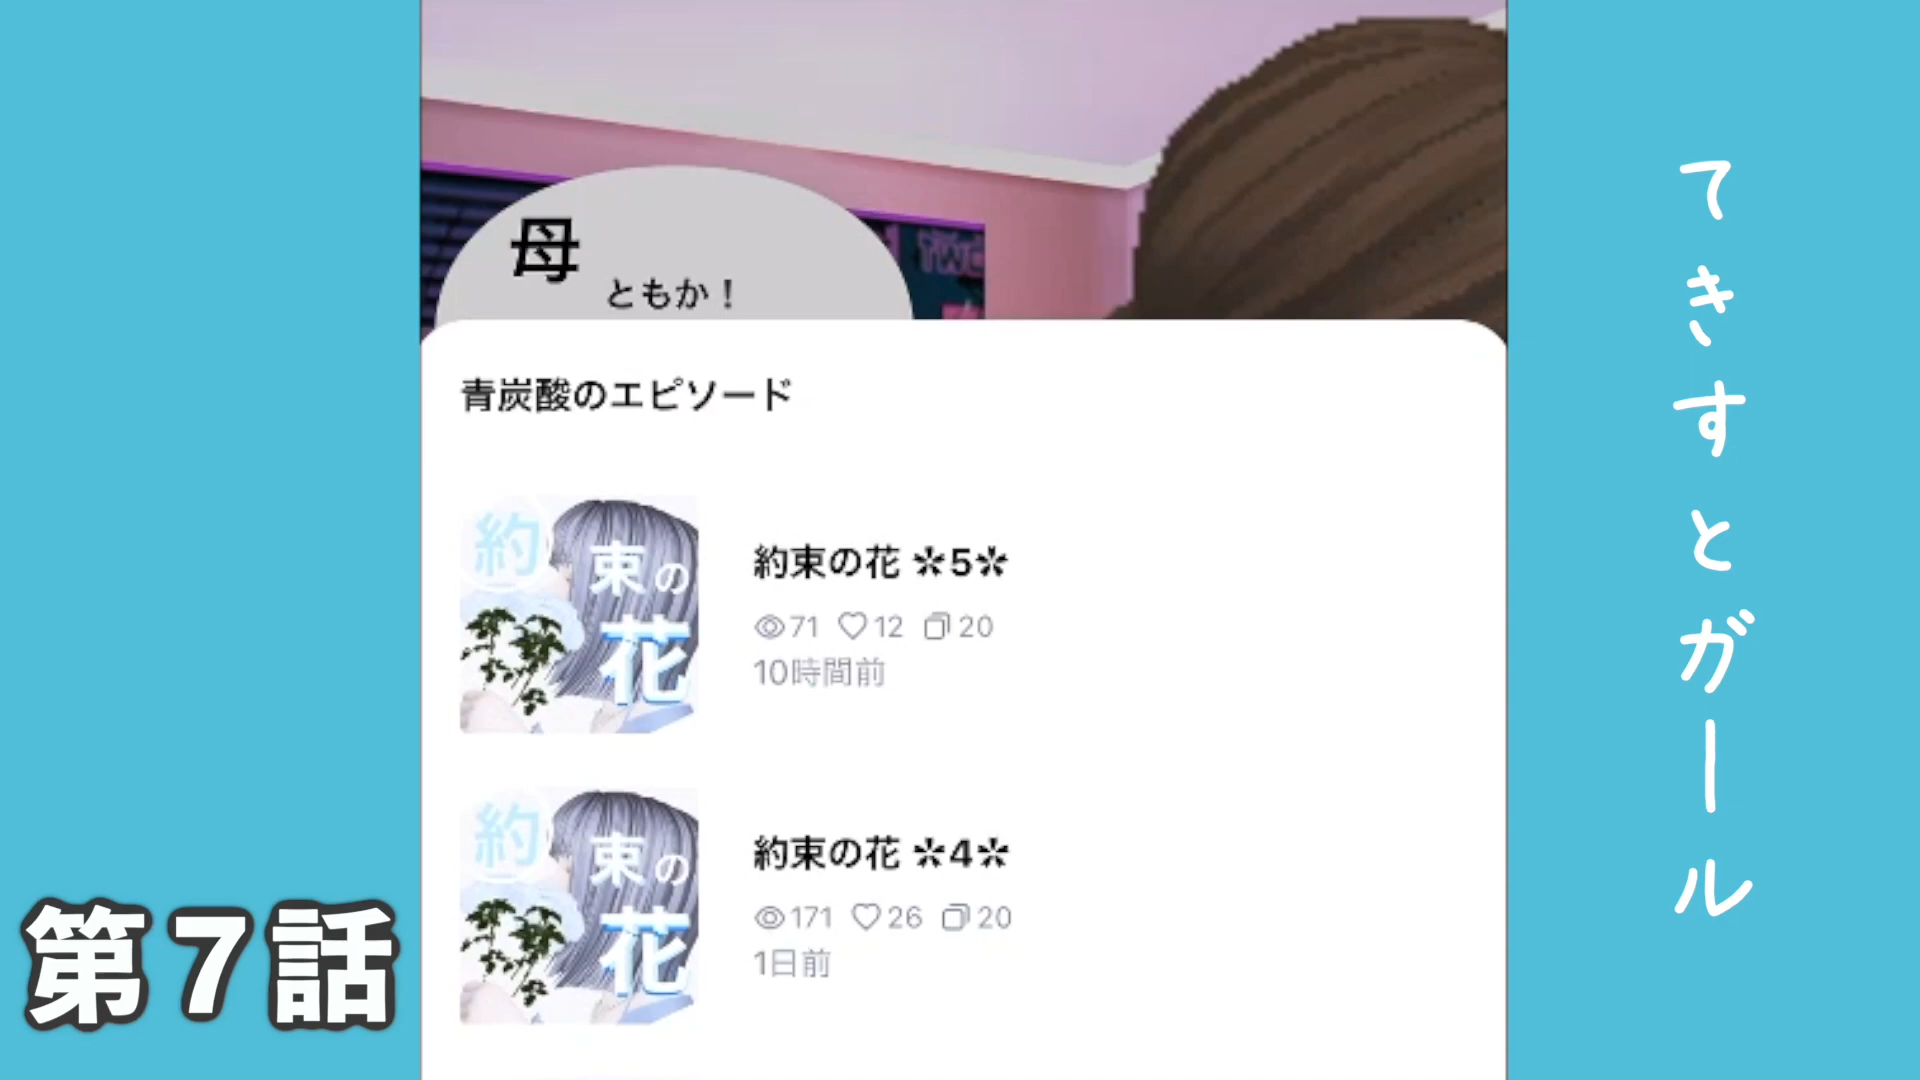 母
ともか！
青炭酸のエピソード
約束の花
約束の花 ✲5✲
71 12 20
10時間前
約束の花
約束の花 ✲4✲
171 26 20
1日前
第7話
てきすとガール